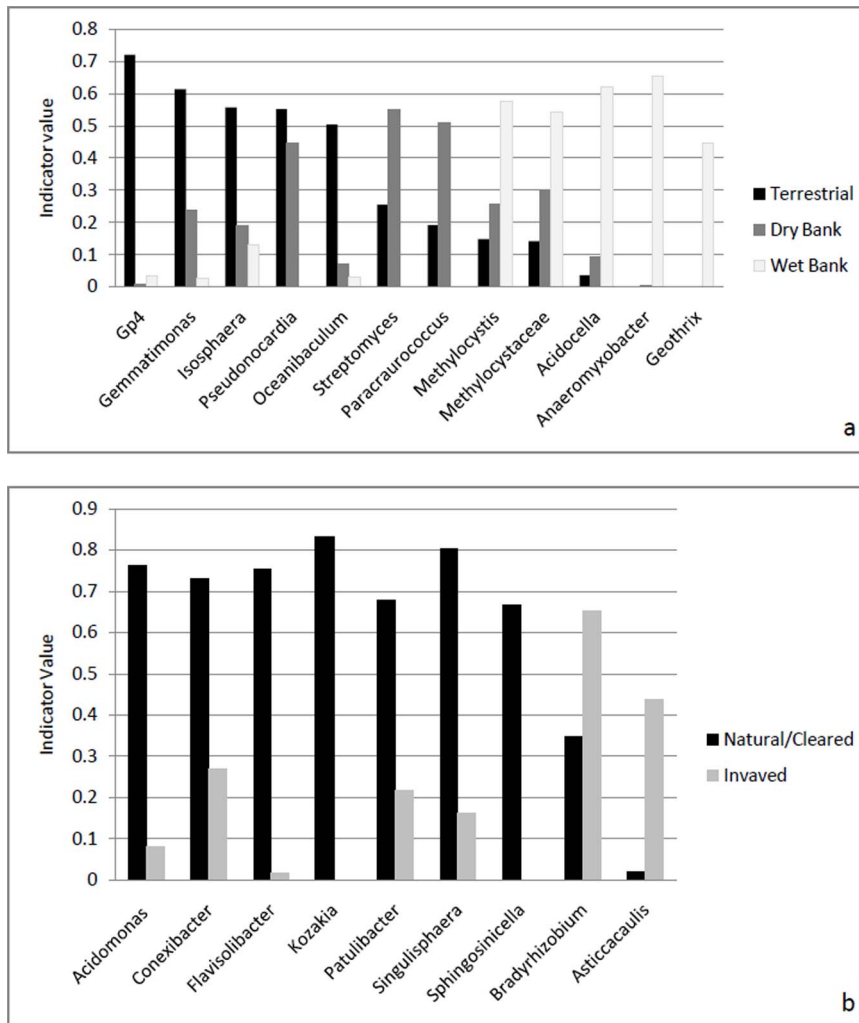 0.8
0.7
0.6
0.5
0.4
0.3
0.2
0.1
0
Indicator value
Gp4
Gemmatimonas
Isosphaera
Pseudonocardia
Oceanibaculum
Streptomyces
Paracraurococcus
Methylocystis
Methylocystaceae
Acidocella
Anaeromyxobacter
Geothrix
Terrestrial
Dry Bank
Wet Bank
a
0.9
0.8
0.7
0.6
0.5
0.4
0.3
0.2
0.1
0
Indicator Value
Acidomonas
Conexibacter
Flavisolibacter
Kozakia
Patulibacter
Singulisphaera
Sphingosinicella
Bradyrhizobium
Asticcacaulis
Natural/Cleared
Invaved
b